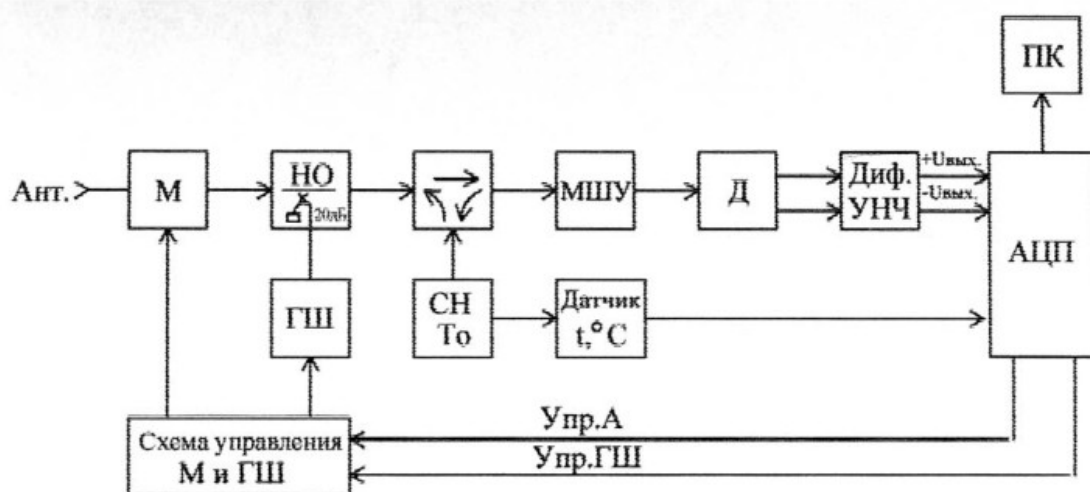 ПК
Ант.
М
НО
20дБ
МШУ
Д
Диф.
УНЧ
+Uвых.
-Uвых.
АЦП
ГШ
СН
То
Датчик
t,°C
Упр.А
Схема управления
М и ГШ
Упр.ГШ